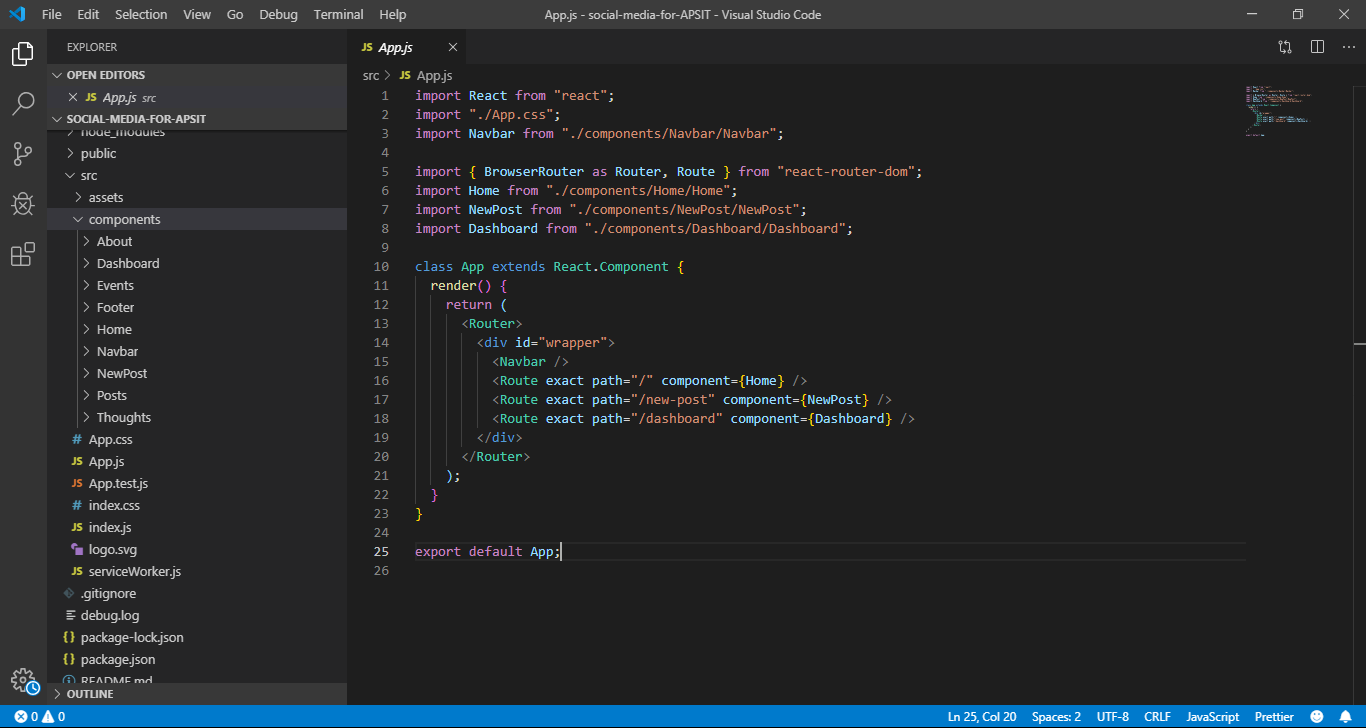 File Edit Selection View Go Debug Terminal Help App.js - social-media-for-APSIT - Visual Studio Code
EXPLORER
OPEN EDITORS
JS App.js src
SOCIAL-MEDIA-FOR-APSIT
node_modules
public
src
assets
components
About
Dashboard
Events
Footer
Home
Navbar
NewPost
Posts
Thoughts
# App.css
JS App.js
JS App.test.js
# index.css
JS index.js
logo.svg
JS serviceWorker.js
.gitignore
debug.log
{} package-lock.json
{} package.json
README.md
OUTLINE
JS App.js
src > JS App.js
1 import React from "react";
2 import "./App.css";
3 import Navbar from "./components/Navbar/Navbar";
4
5 import { BrowserRouter as Router, Route } from "react-router-dom";
6 import Home from "./components/Home/Home";
7 import NewPost from "./components/NewPost/NewPost";
8 import Dashboard from "./components/Dashboard/Dashboard";
9
10 class App extends React.Component {
11 render() {
12 return (
13 <Router>
14 <div id="wrapper">
15 <Navbar />
16 <Route exact path="/" component={Home} />
17 <Route exact path="/new-post" component={NewPost} />
18 <Route exact path="/dashboard" component={Dashboard} />
19 </div>
20 </Router>
21 );
22 }
23 }
24
25 export default App;
26
0 0 Ln 25, Col 20 Spaces: 2 UTF-8 CRLF JavaScript Prettier